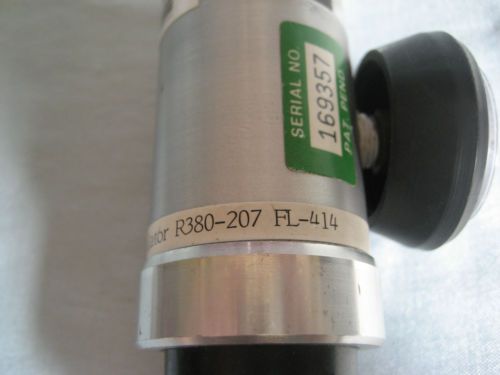 SERIAL NO.
169357
PAT. PEND
R380-207 FL-414